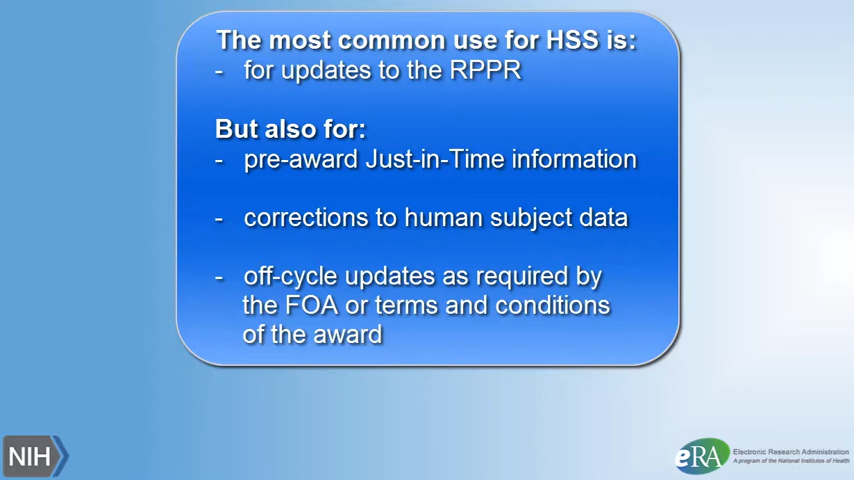 The most common use for HSS is:
- for updates to the RPPR
But also for:
- pre-award Just-in-Time information
- corrections to human subject data
- off-cycle updates as required by
the FOA or terms and conditions
of the award
NIH
eRA
Electronic Research Administration
A program of the National Institutes of Health